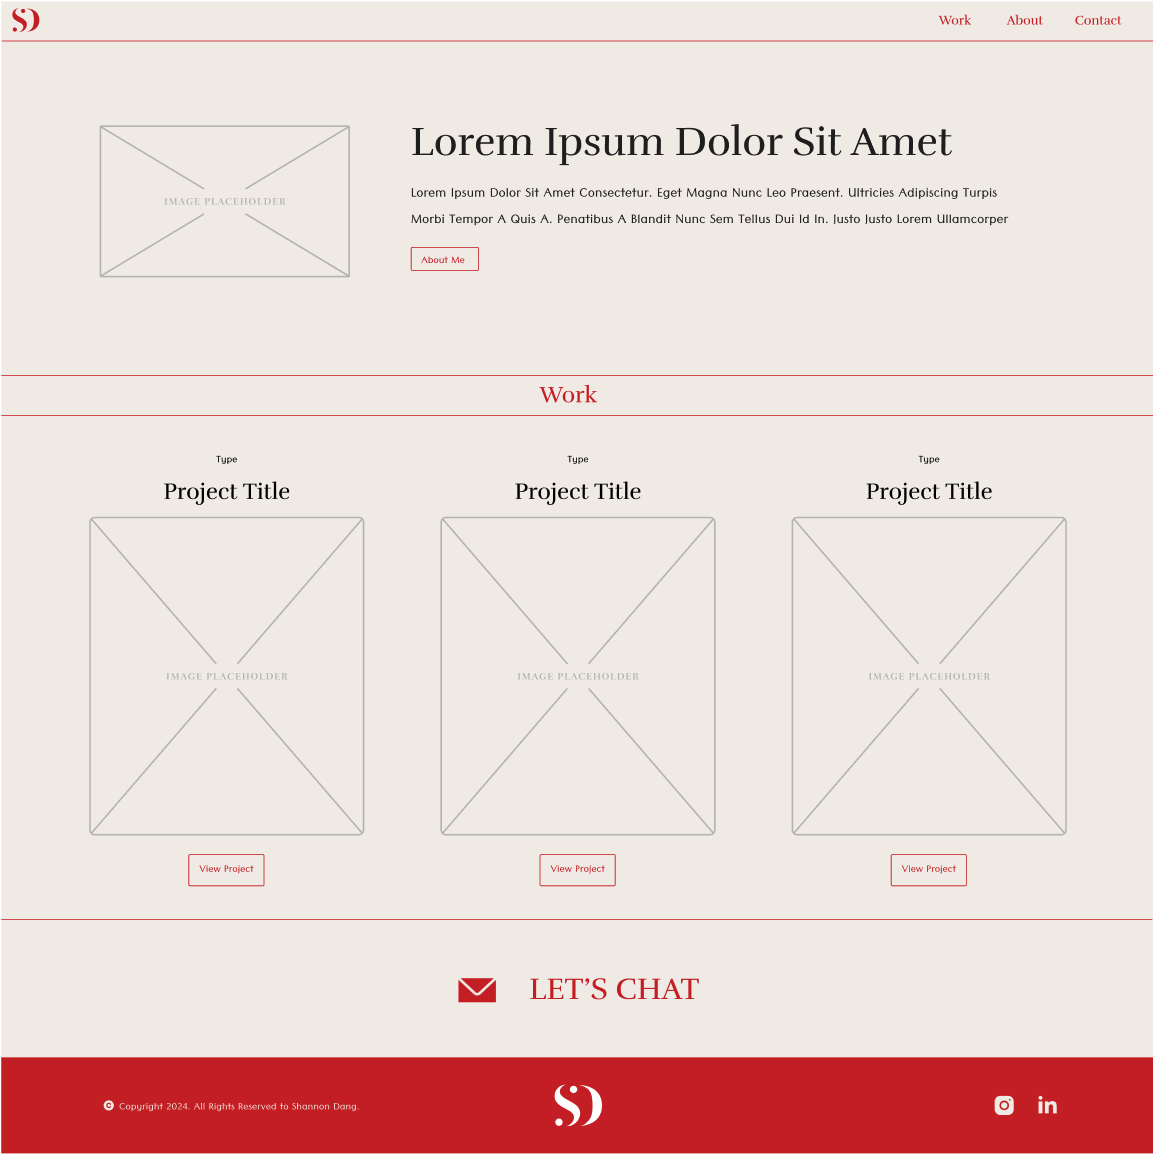 SD
Work About Contact
Lorem Ipsum Dolor Sit Amet
IMAGE PLACEHOLDER
Lorem Ipsum Dolor Sit Amet Consectetur. Eget Magna Nunc Leo Praesent. Ultricies Adipiscing Turpis
Morbi Tempor A Quis A. Penatibus A Blandit Nunc Sem Tellus Dui Id In. Justo Justo Lorem Ullamcorper
About Me
Work
Type Type Type
Project Title Project Title Project Title
IMAGE PLACEHOLDER IMAGE PLACEHOLDER IMAGE PLACEHOLDER
View Project View Project View Project
LET’S CHAT
© Copyright 2024. All Rights Reserved to Shannon Dang.
SD
in